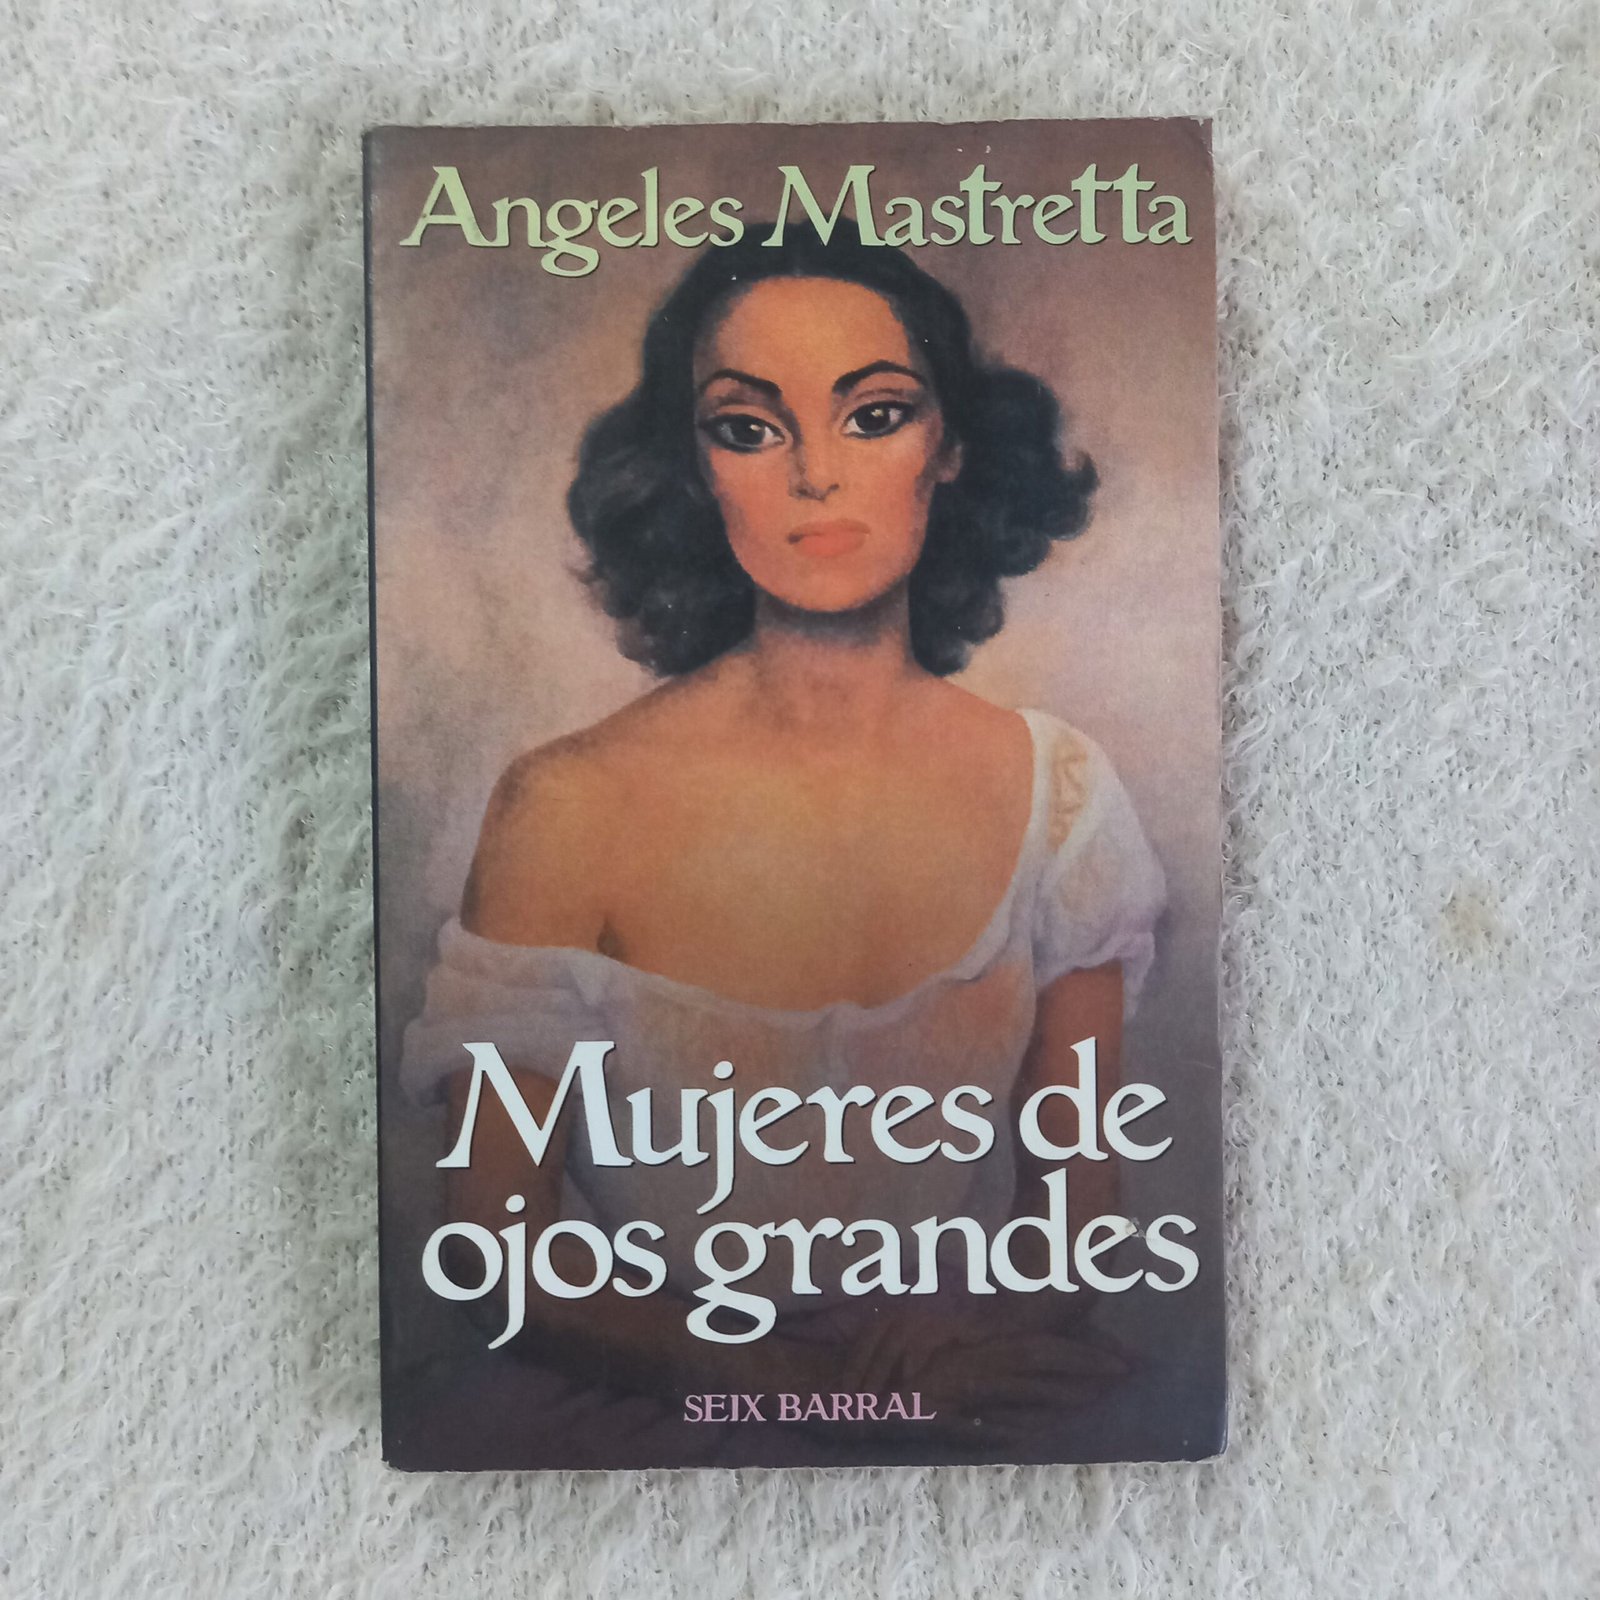 Angeles Mastretta
Mujeres de
ojos grandes
SEIX BARRAL